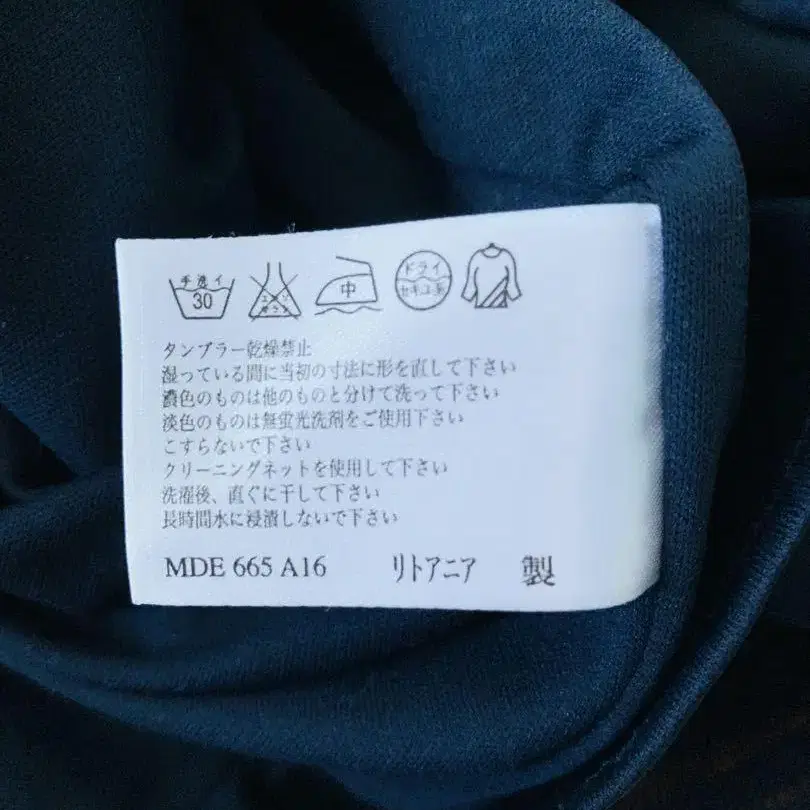 手洗イ 30 エンソサラシ 中 ドライ セキユ系
タンブラー乾燥禁止
湿っている間に当初の寸法に形を直して下さい
濃色のものは他のものと分けて洗って下さい
淡色のものは無蛍光洗剤をご使用下さい
こすらないで下さい
クリーニングネットを使用して下さい
洗濯後、直ぐに干して下さい
長時間水に浸漬しないで下さい
MDE 665 A16 リトアニア 製